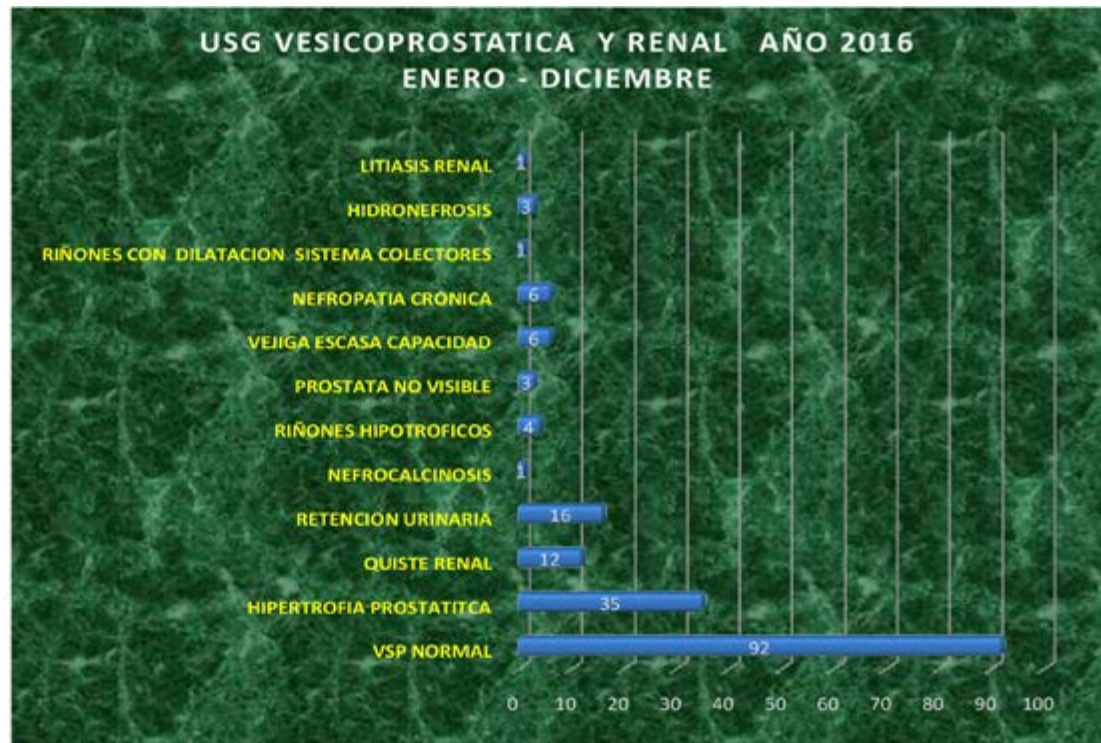 USG VESICOPROSTATICA Y RENAL AÑO 2016
ENERO - DICIEMBRE
LITIASIS RENAL 1
HIDRONEFROSIS 3
RIÑONES CON DILATACION SISTEMA COLECTORES 1
NEFROPATIA CRONICA 6
VEJIGA ESCASA CAPACIDAD 6
PROSTATA NO VISIBLE 3
RIÑONES HIPOTROFICOS 4
NEFROCALCINOSIS 1
RETENCION URINARIA 16
QUISTE RENAL 12
HIPERTROFIA PROSTATITCA 35
VSP NORMAL 92
0 10 20 30 40 50 60 70 80 90 100